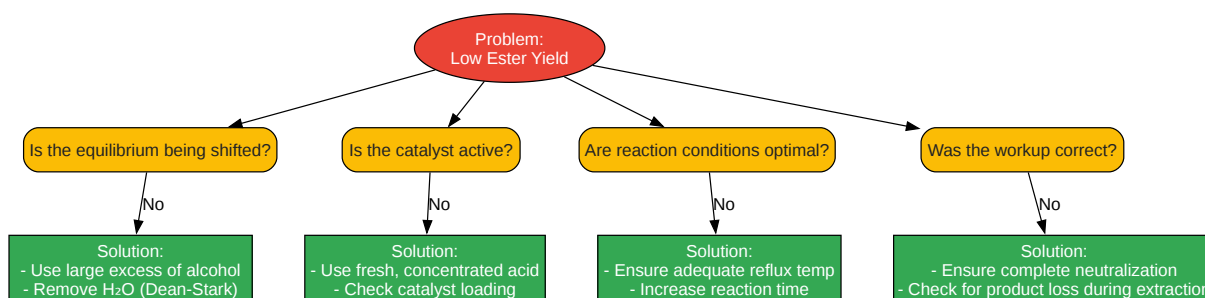 Problem:
Low Ester Yield
Is the equilibrium being shifted?
Is the catalyst active?
Are reaction conditions optimal?
Was the workup correct?
No
No
No
No
Solution:
- Use large excess of alcohol
- Remove H₂O (Dean-Stark)
Solution:
- Use fresh, concentrated acid
- Check catalyst loading
Solution:
- Ensure adequate reflux temp
- Increase reaction time
Solution:
- Ensure complete neutralization
- Check for product loss during extraction